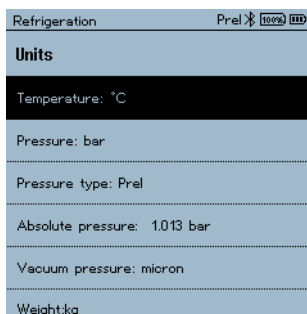 Refrigeration Prel 100%
Units
Temperature: °C
Pressure: bar
Pressure type: Prel
Absolute pressure: 1.013 bar
Vacuum pressure: micron
Weight:kg